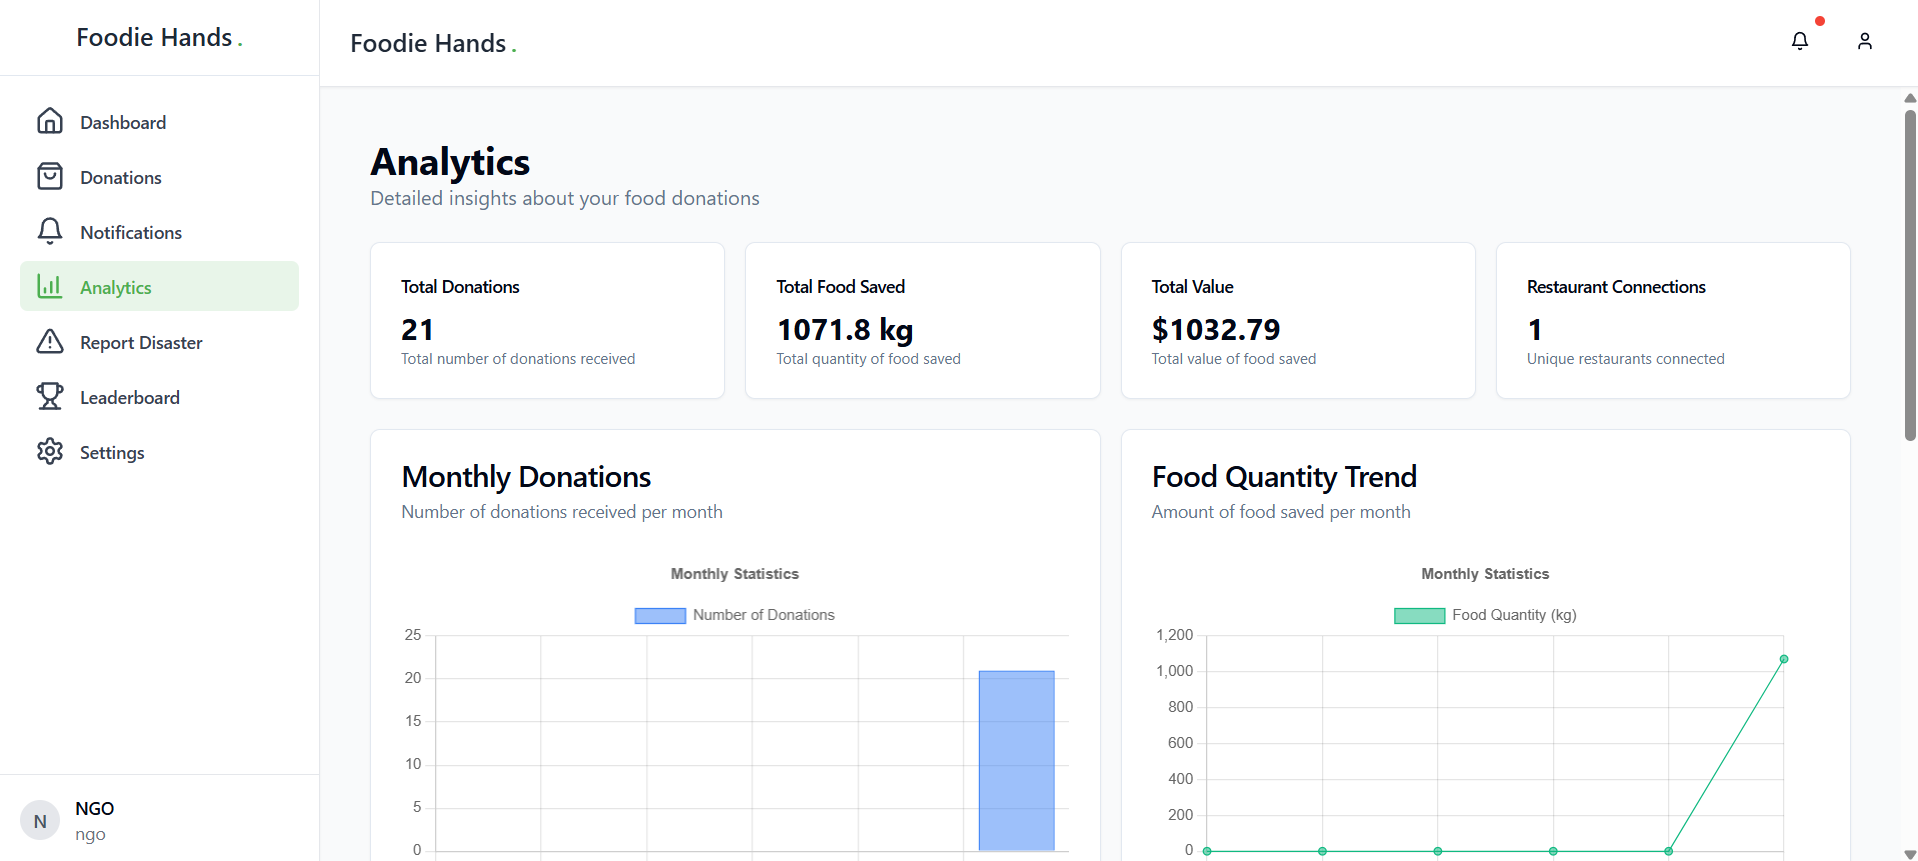 Foodie Hands .
Dashboard
Donations
Notifications
Analytics
Report Disaster
Leaderboard
Settings
N
NGO
ngo
Foodie Hands .
Analytics
Detailed insights about your food donations
Total Donations
21
Total number of donations received
Total Food Saved
1071.8 kg
Total quantity of food saved
Total Value
$1032.79
Total value of food saved
Restaurant Connections
1
Unique restaurants connected
Monthly Donations
Number of donations received per month
Monthly Statistics
Number of Donations
25
20
15
10
5
0
Food Quantity Trend
Amount of food saved per month
Monthly Statistics
Food Quantity (kg)
1,200
1,000
800
600
400
200
0